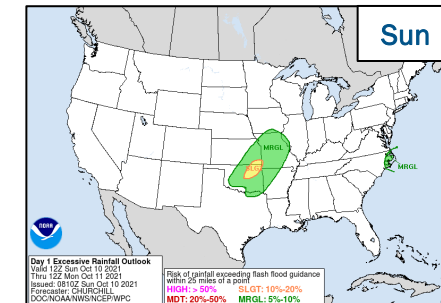 Sun
MRGL
SLGT
MRGL
NOAA
Day 1 Excessive Rainfall Outlook
Valid 12Z Sun Oct 10 2021
Thru 12Z Mon Oct 11 2021
Issued: 0810Z Sun Oct 10 2021
Forecaster: CHURCHILL
DOC/NOAA/NWS/NCEP/WPC
Risk of rainfall exceeding flash flood guidance
within 25 miles of a point
HIGH: > 50% SLGT: 10%-20%
MDT: 20%-50% MRGL: 5%-10%